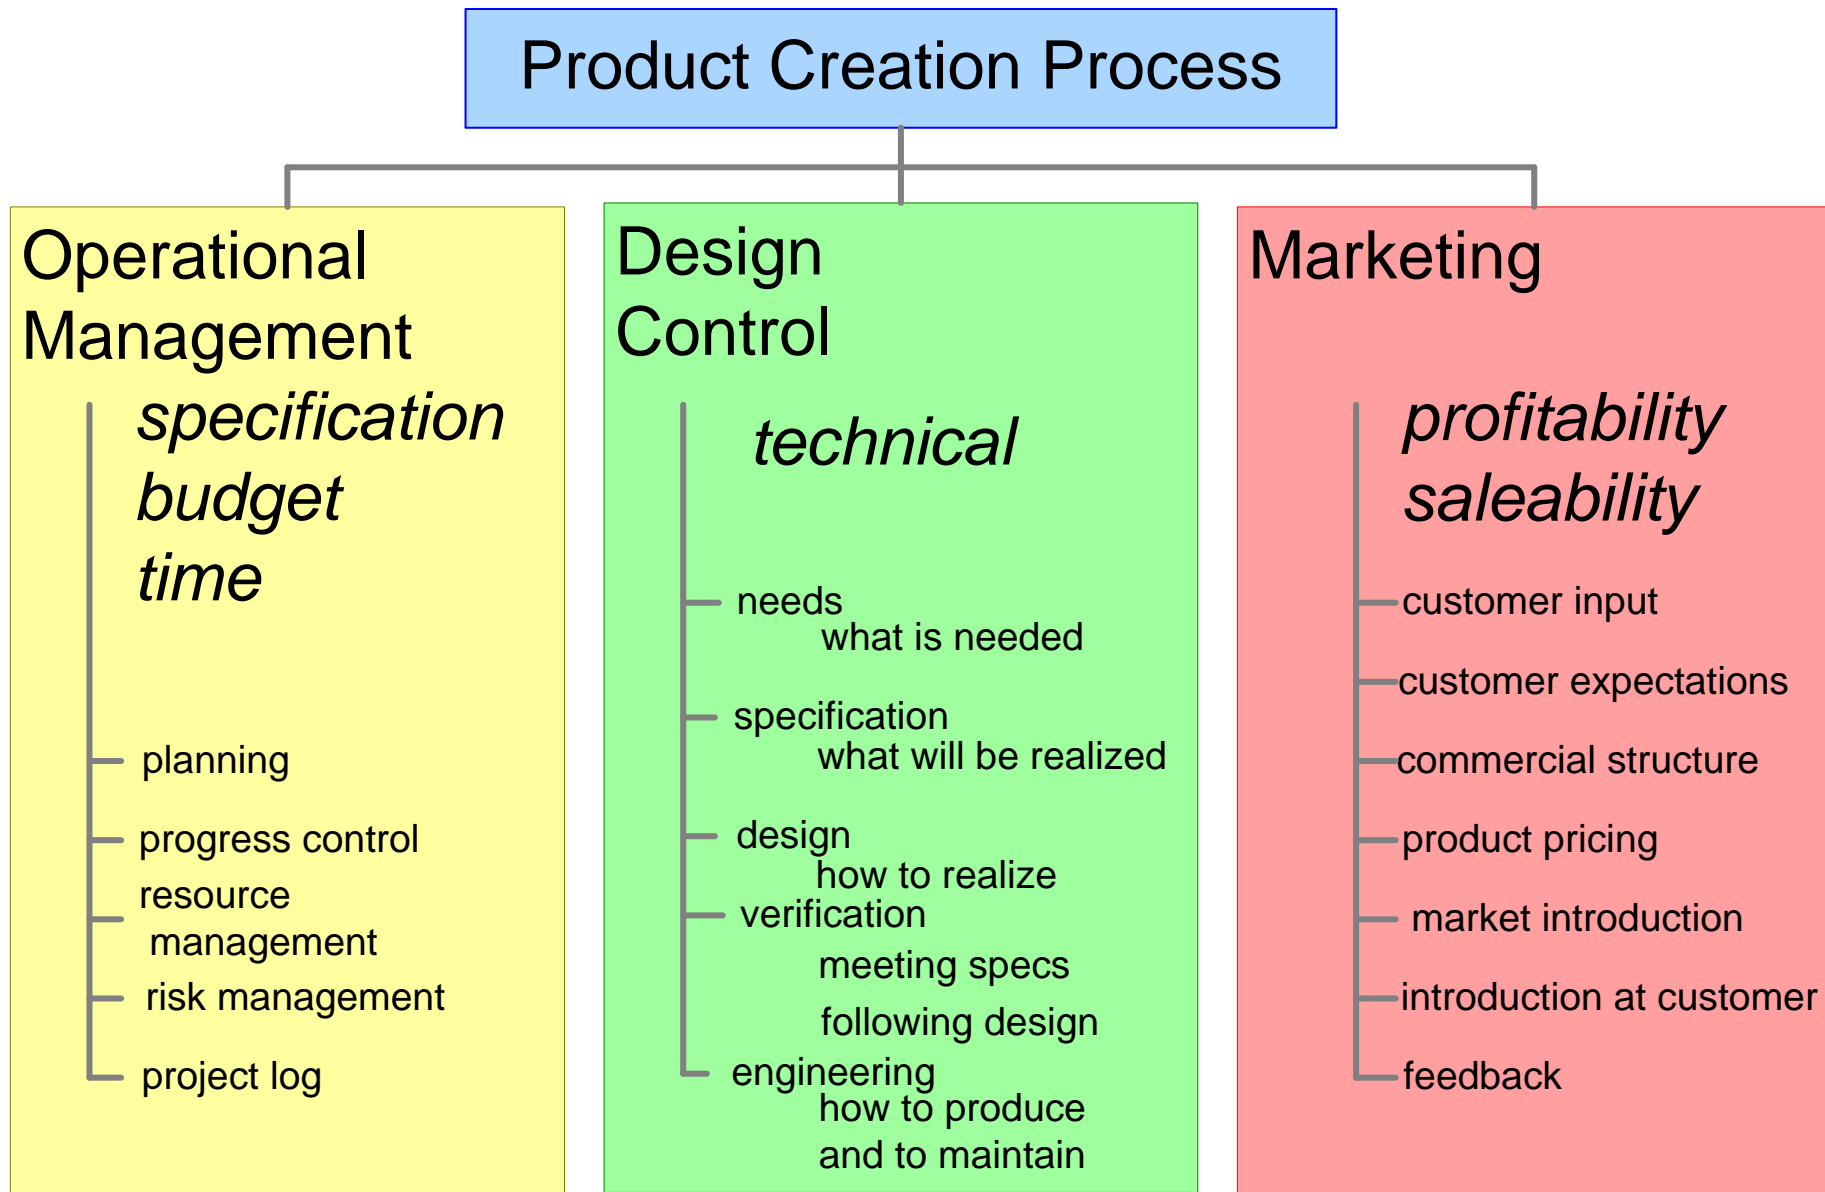 Product Creation Process
Operational
Management
specification
budget
time
planning
progress control
resource
management
risk management
project log
Design
Control
technical
needs
what is needed
specification
what will be realized
design
how to realize
verification
meeting specs
following design
engineering
how to produce
and to maintain
Marketing
profitability
saleability
customer input
customer expectations
commercial structure
product pricing
market introduction
introduction at customer
feedback